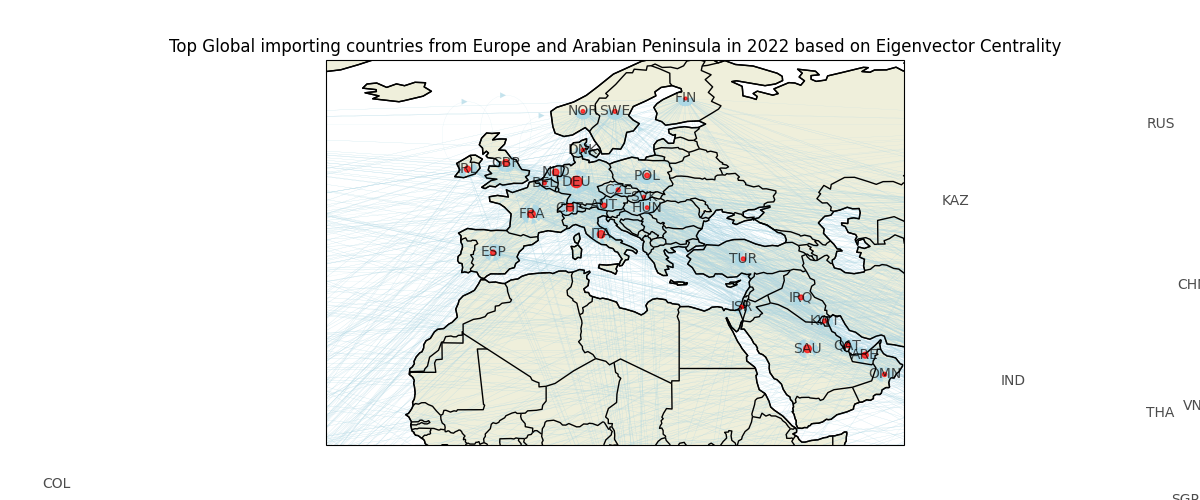 Top Global importing countries from Europe and Arabian Peninsula in 2022 based on Eigenvector Centrality
FIN
NOR SWE
RUS
DNK
GBR
IRL
NLD
POL
BEL DEU
CZE
SVK
KAZ
AUT
CHE
HUN
FRA
ITA
ESP
TUR
CHN
IRQ
ISR
KWT
QAT
SAU
ARE
OMN
IND
VN
THA
COL
SGP